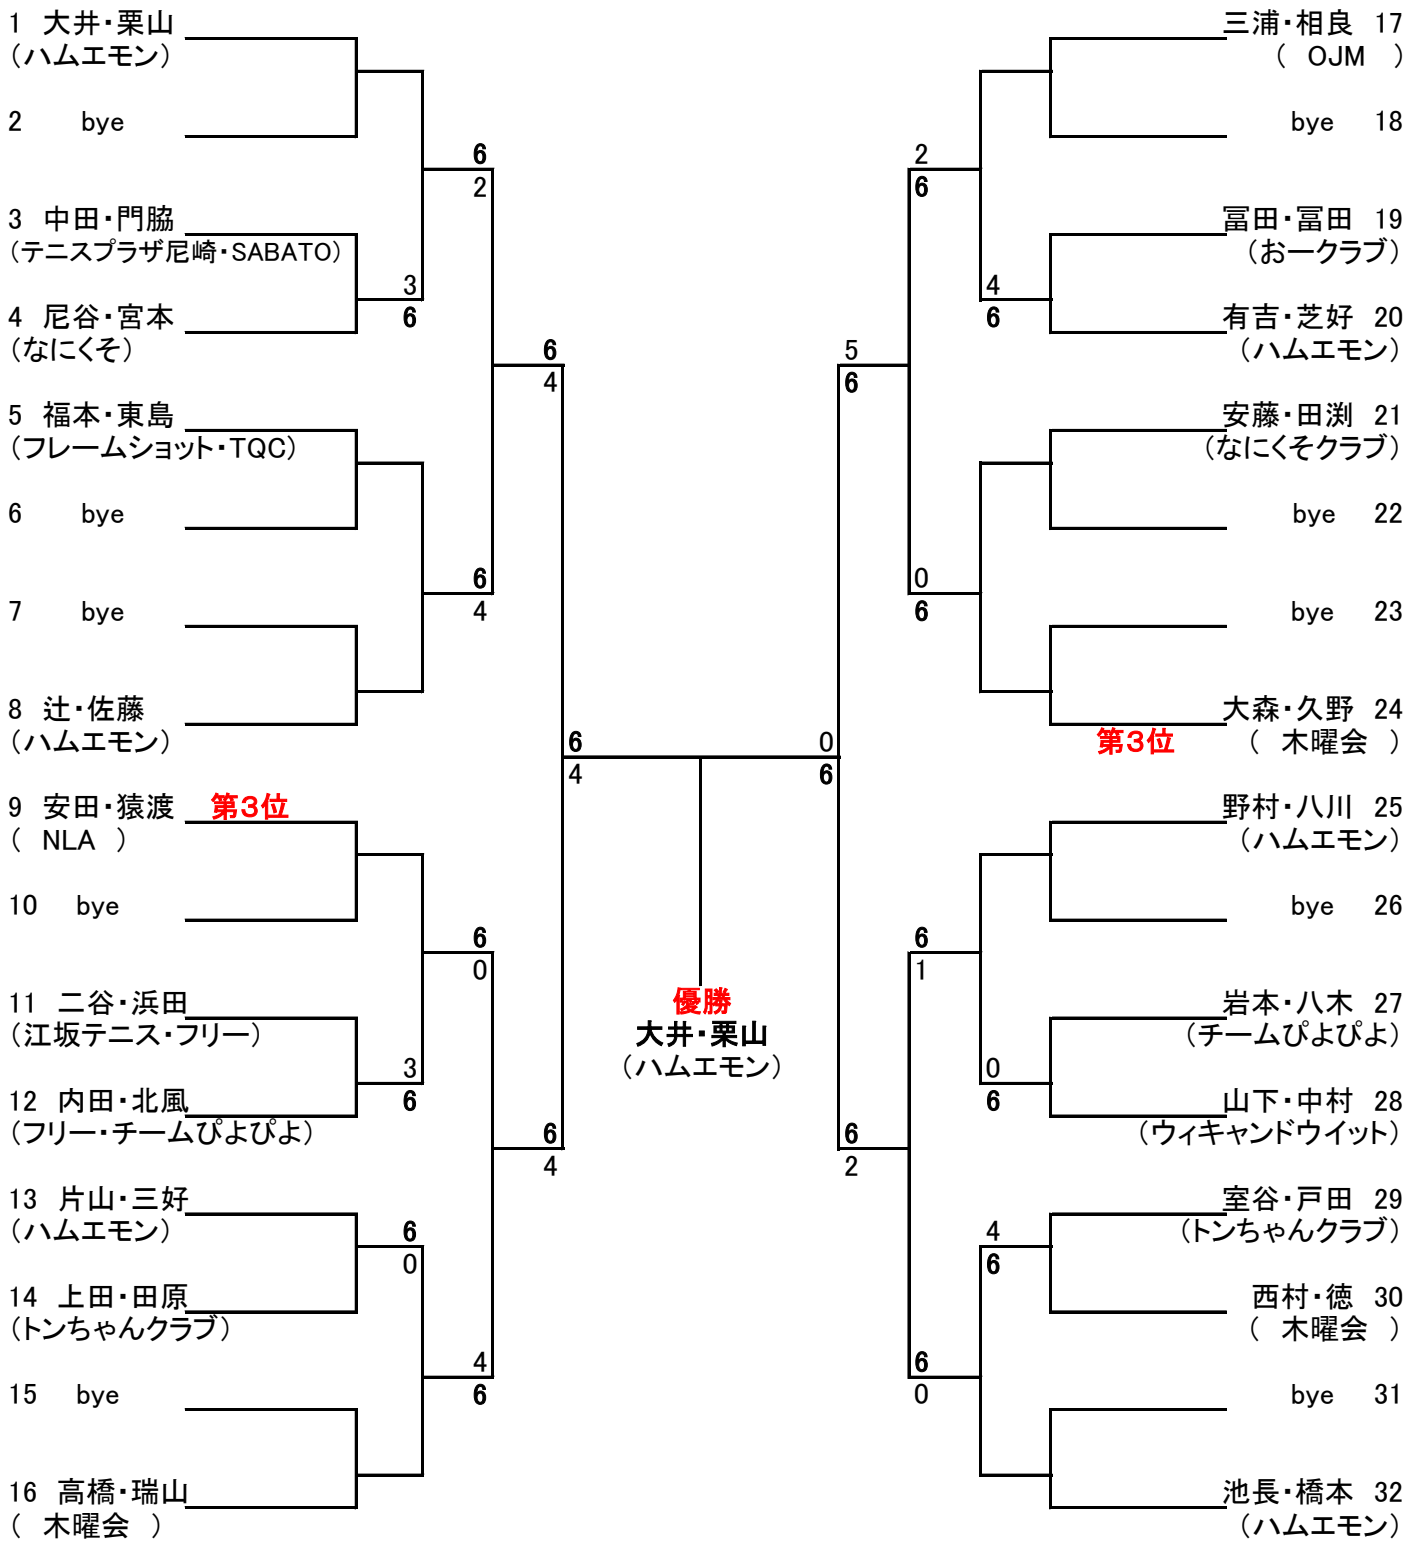 1 大井・栗山
（ハムエモン）
2 bye
3 中田・門脇
（テニスプラザ尼崎・SABATO）
4 尼谷・宮本
（なにくそ）
5 福本・東島
（フレームショット・TQC）
6 bye
7 bye
8 辻・佐藤
（ハムエモン）
9 安田・猿渡 第3位
（ NLA ）
10 bye
11 二谷・浜田
（江坂テニス・フリー）
12 内田・北風
（フリー・チームぴよぴよ）
13 片山・三好
（ハムエモン）
14 上田・田原
（トンちゃんクラブ）
15 bye
16 高橋・瑞山
（ 木曜会 ）
3
6
3
6
6
0
6
2
6
4
6
0
4
6
6
4
6
4
6
4
優勝
大井・栗山
（ハムエモン）
0
6
5
6
6
2
2
6
0
6
6
1
6
0
4
6
0
6
4
6
三浦・相良 17
（ OJM ）
bye 18
冨田・冨田 19
（おークラブ）
有吉・芝好 20
（ハムエモン）
安藤・田渕 21
（なにくそクラブ）
bye 22
bye 23
大森・久野 24
第3位 （ 木曜会 ）
野村・八川 25
（ハムエモン）
bye 26
岩本・八木 27
（チームぴよぴよ）
山下・中村 28
（ウィキャンドウイット）
室谷・戸田 29
（トンちゃんクラブ）
西村・徳 30
（ 木曜会 ）
bye 31
池長・橋本 32
（ハムエモン）